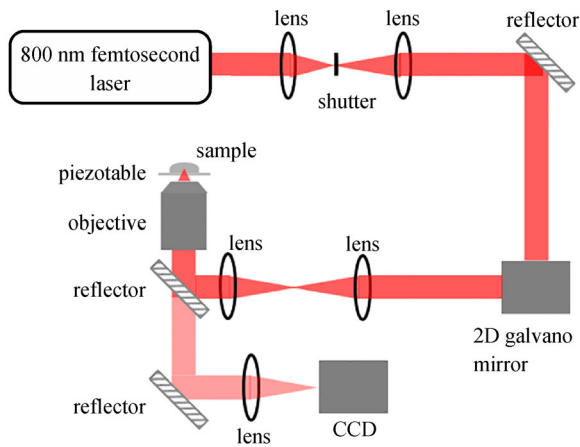 800 nm femtosecond
laser
lens
shutter
lens
reflector
sample
piezotable
objective
lens
lens
reflector
2D galvano
mirror
reflector
lens
CCD